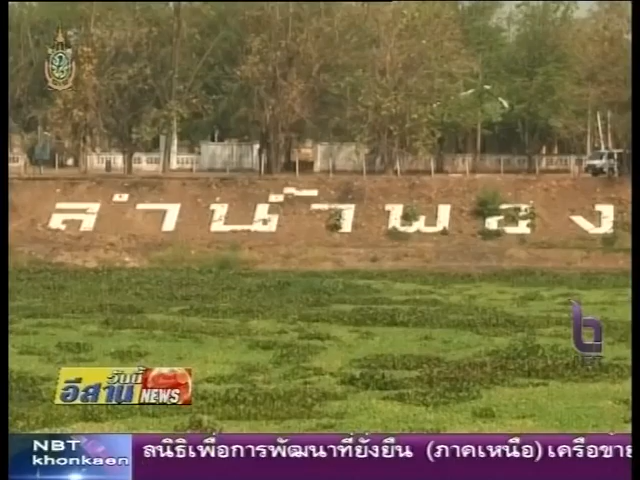 ลำน้ำพอง
อีสาน วันนี้ NEWS
NBT khonkaen
ลนิธิเพื่อการพัฒนาที่ยั่งยืน (ภาคเหนือ) เครือข่าย